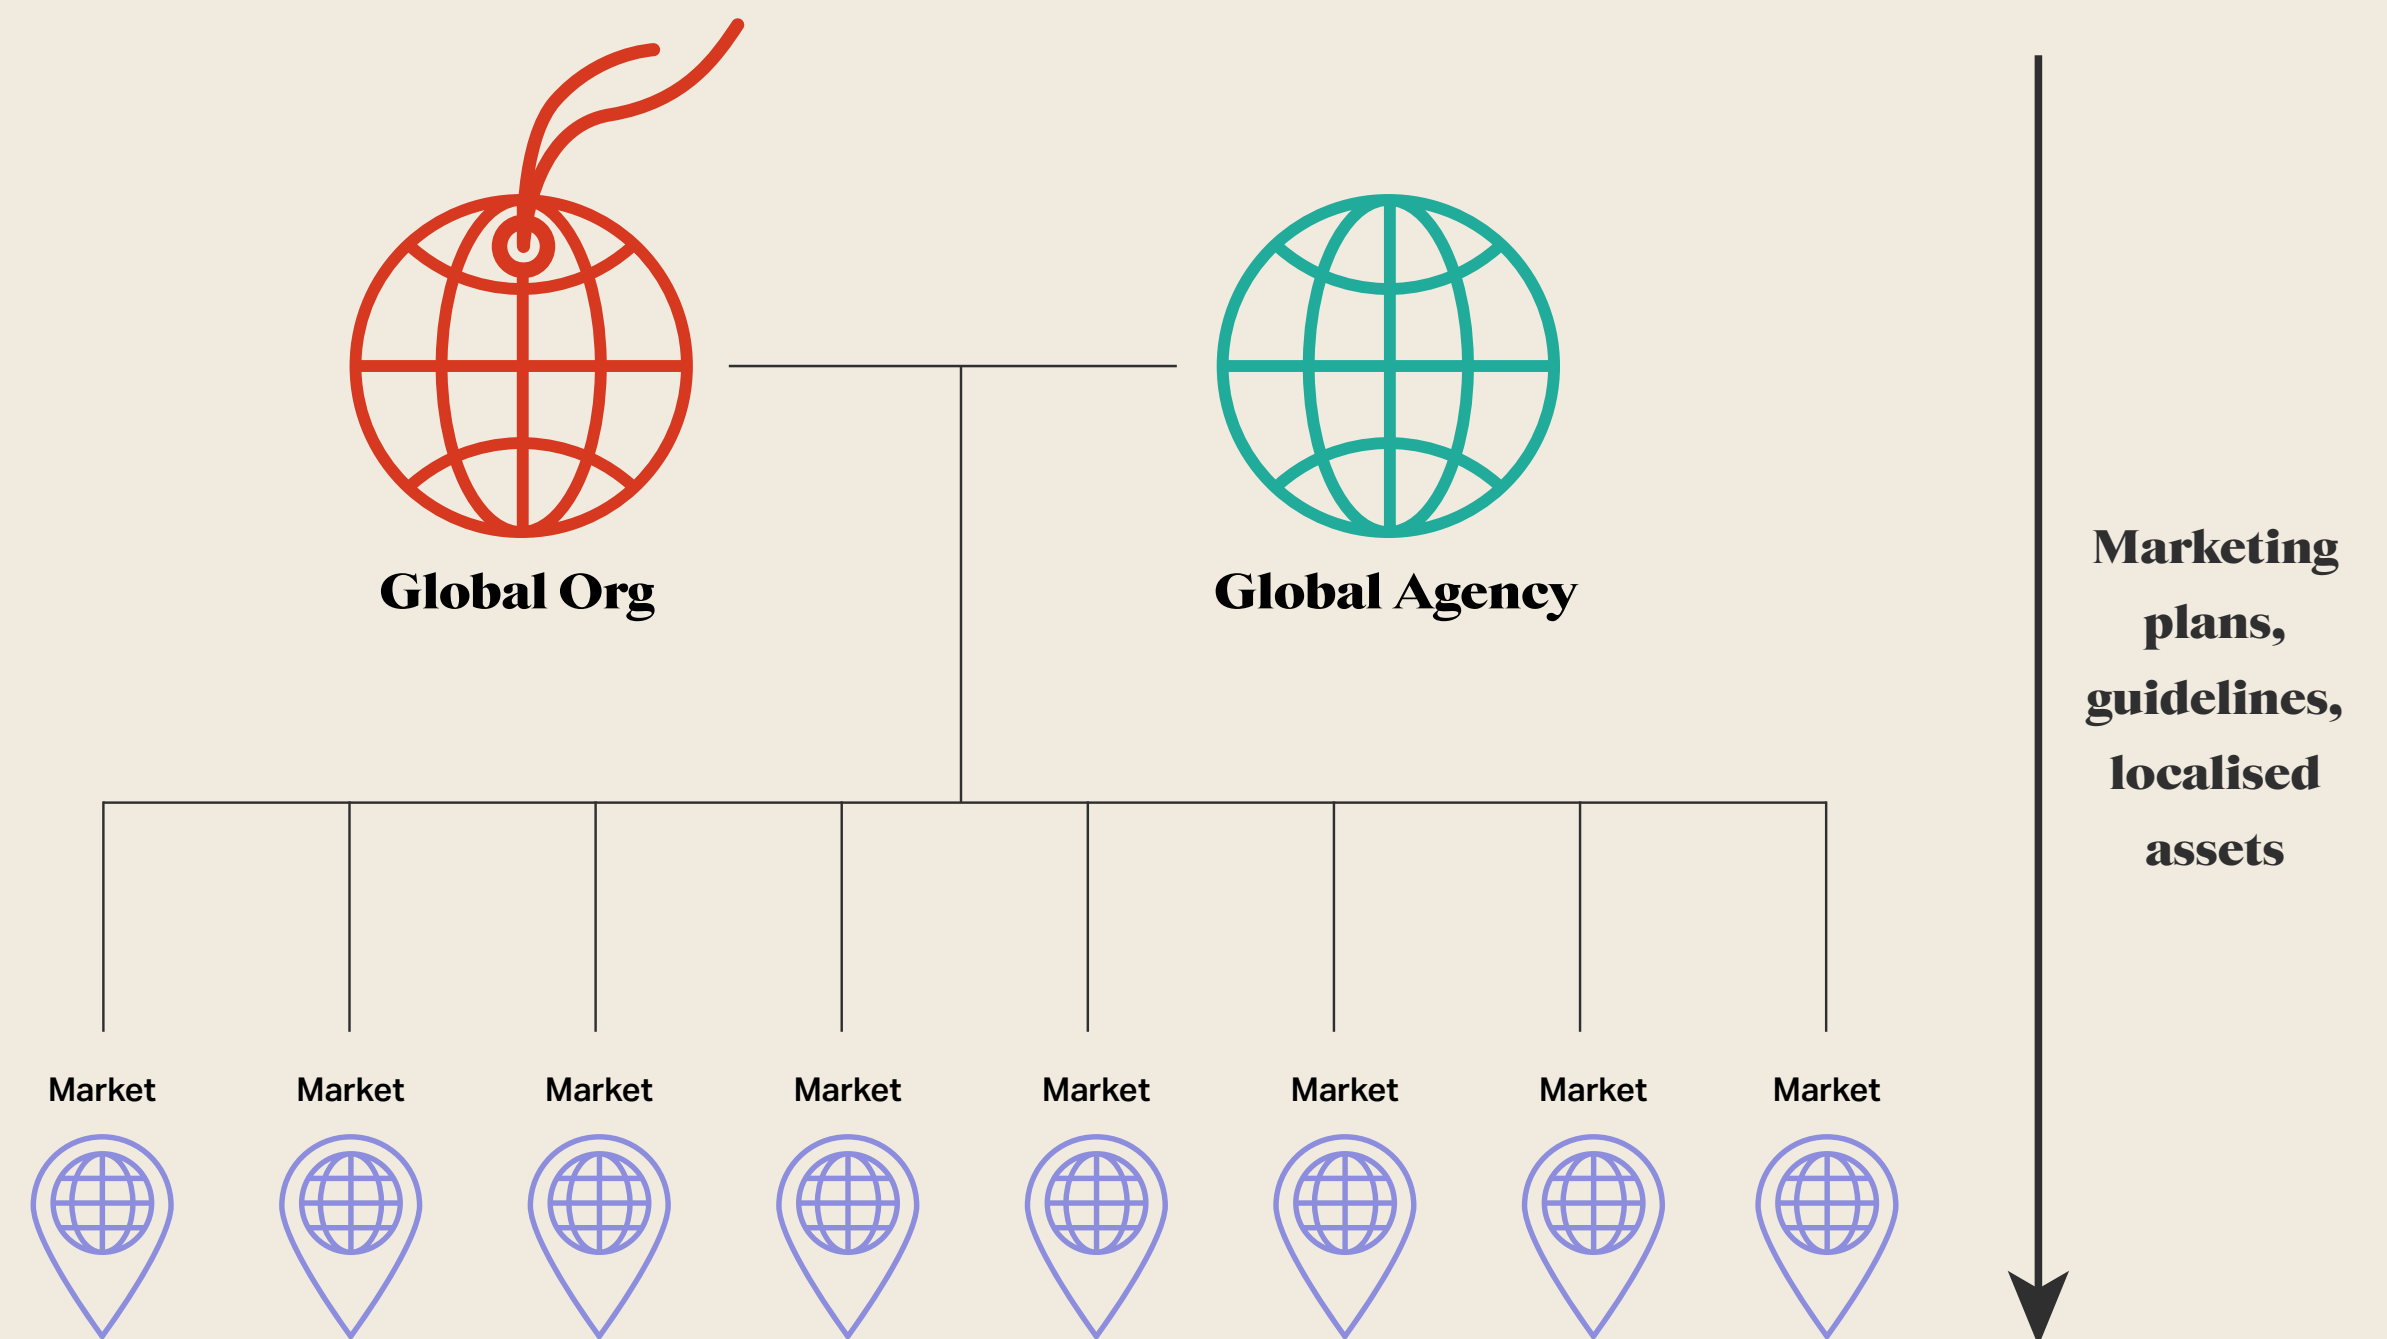 Global Org
Global Agency
Marketing
plans,
guidelines,
localised
assets
Market
Market
Market
Market
Market
Market
Market
Market